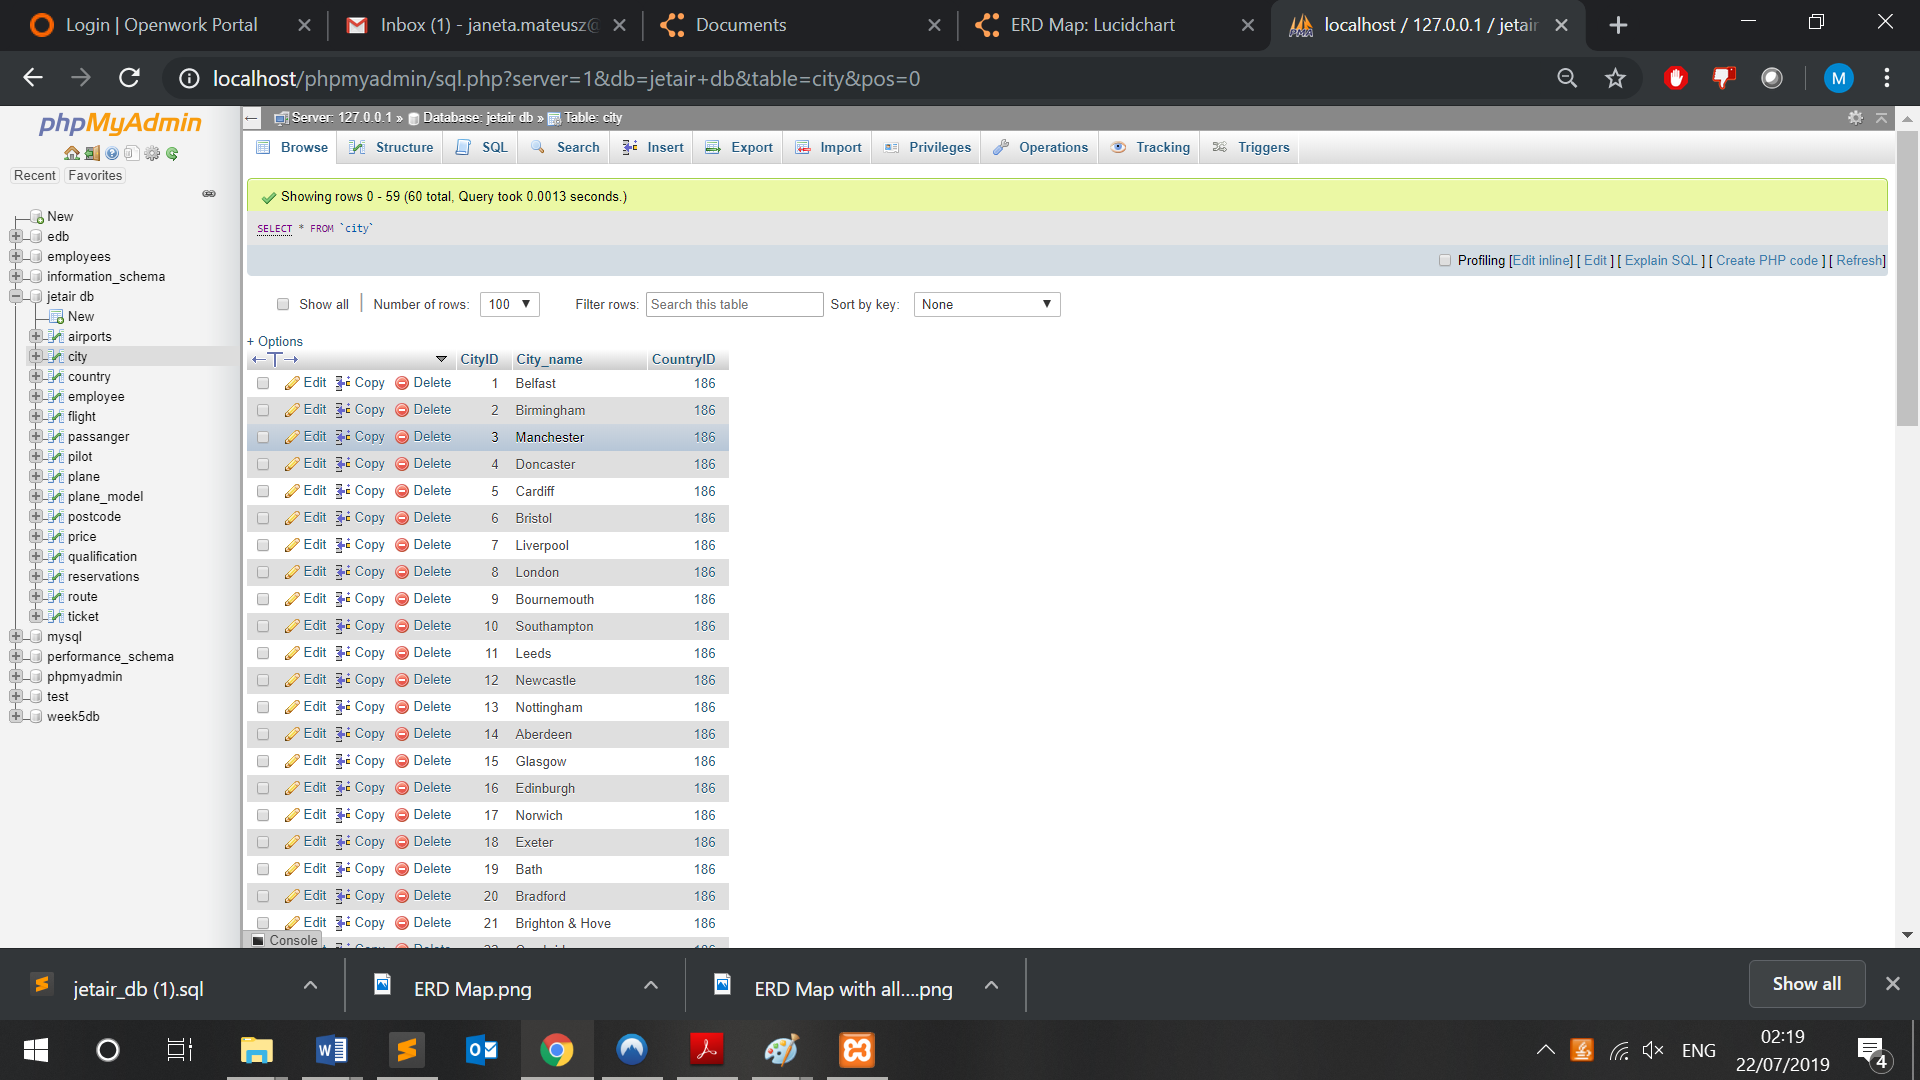 Login | Openwork Portal
Inbox (1) - janeta.mateusz@
Documents
ERD Map: Lucidchart
localhost / 127.0.0.1 / jetair
localhost/phpmyadmin/sql.php?server=1&db=jetair+db&table=city&pos=0
M
phpMyAdmin
Recent Favorites
New
edb
employees
information_schema
jetair db
New
airports
city
country
employee
flight
passanger
pilot
plane
plane_model
postcode
price
qualification
reservations
route
ticket
mysql
performance_schema
phpmyadmin
test
week5db
Server: 127.0.0.1 » Database: jetair db » Table: city
Browse Structure SQL Search Insert Export Import Privileges Operations Tracking Triggers
Showing rows 0 - 59 (60 total, Query took 0.0013 seconds.)
SELECT * FROM `city`
Profiling [Edit inline] [ Edit ] [ Explain SQL ] [ Create PHP code ] [ Refresh]
Show all | Number of rows: 100 Filter rows: Search this table Sort by key: None
+ Options
CityID City_name CountryID
Edit Copy Delete 1 Belfast 186
Edit Copy Delete 2 Birmingham 186
Edit Copy Delete 3 Manchester 186
Edit Copy Delete 4 Doncaster 186
Edit Copy Delete 5 Cardiff 186
Edit Copy Delete 6 Bristol 186
Edit Copy Delete 7 Liverpool 186
Edit Copy Delete 8 London 186
Edit Copy Delete 9 Bournemouth 186
Edit Copy Delete 10 Southampton 186
Edit Copy Delete 11 Leeds 186
Edit Copy Delete 12 Newcastle 186
Edit Copy Delete 13 Nottingham 186
Edit Copy Delete 14 Aberdeen 186
Edit Copy Delete 15 Glasgow 186
Edit Copy Delete 16 Edinburgh 186
Edit Copy Delete 17 Norwich 186
Edit Copy Delete 18 Exeter 186
Edit Copy Delete 19 Bath 186
Edit Copy Delete 20 Bradford 186
Edit Copy Delete 21 Brighton & Hove 186
Console
jetair_db (1).sql
ERD Map.png
ERD Map with all....png
Show all
ENG
02:19
22/07/2019
4